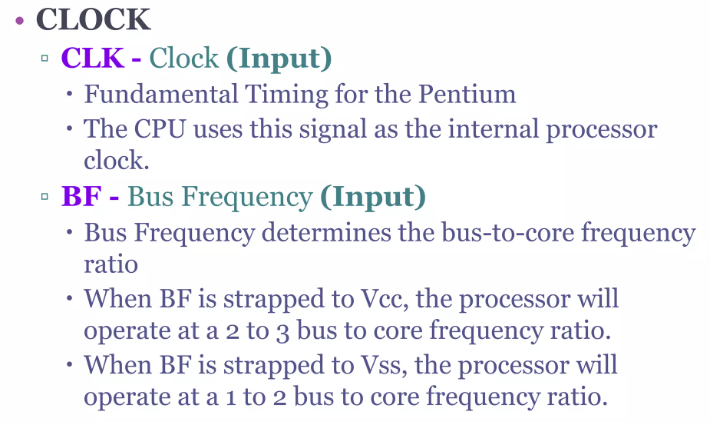 • CLOCK
▫ CLK - Clock (Input)
• Fundamental Timing for the Pentium
• The CPU uses this signal as the internal processor
clock.
▫ BF - Bus Frequency (Input)
• Bus Frequency determines the bus-to-core frequency
ratio
• When BF is strapped to Vcc, the processor will
operate at a 2 to 3 bus to core frequency ratio.
• When BF is strapped to Vss, the processor will
operate at a 1 to 2 bus to core frequency ratio.